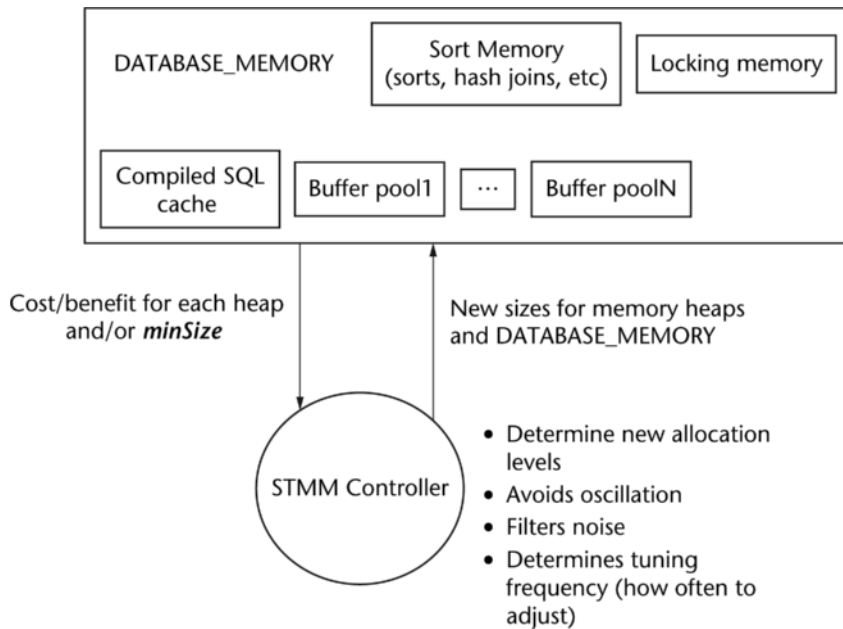 DATABASE_MEMORY
Sort Memory
(sorts, hash joins, etc)
Locking memory
Compiled SQL
cache
Buffer pool1
...
Buffer poolN
Cost/benefit for each heap
and/or minSize
New sizes for memory heaps
and DATABASE_MEMORY
STMM Controller
• Determine new allocation
levels
• Avoids oscillation
• Filters noise
• Determines tuning
frequency (how often to
adjust)